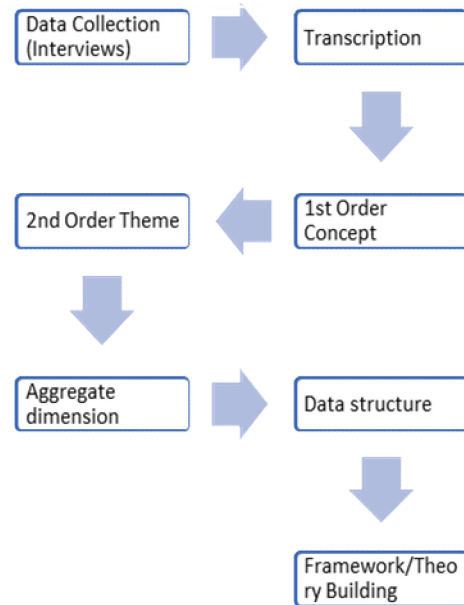 Data Collection
(Interviews)
Transcription
1st Order
Concept
2nd Order Theme
Aggregate
dimension
Data structure
Framework/Theo
ry Building